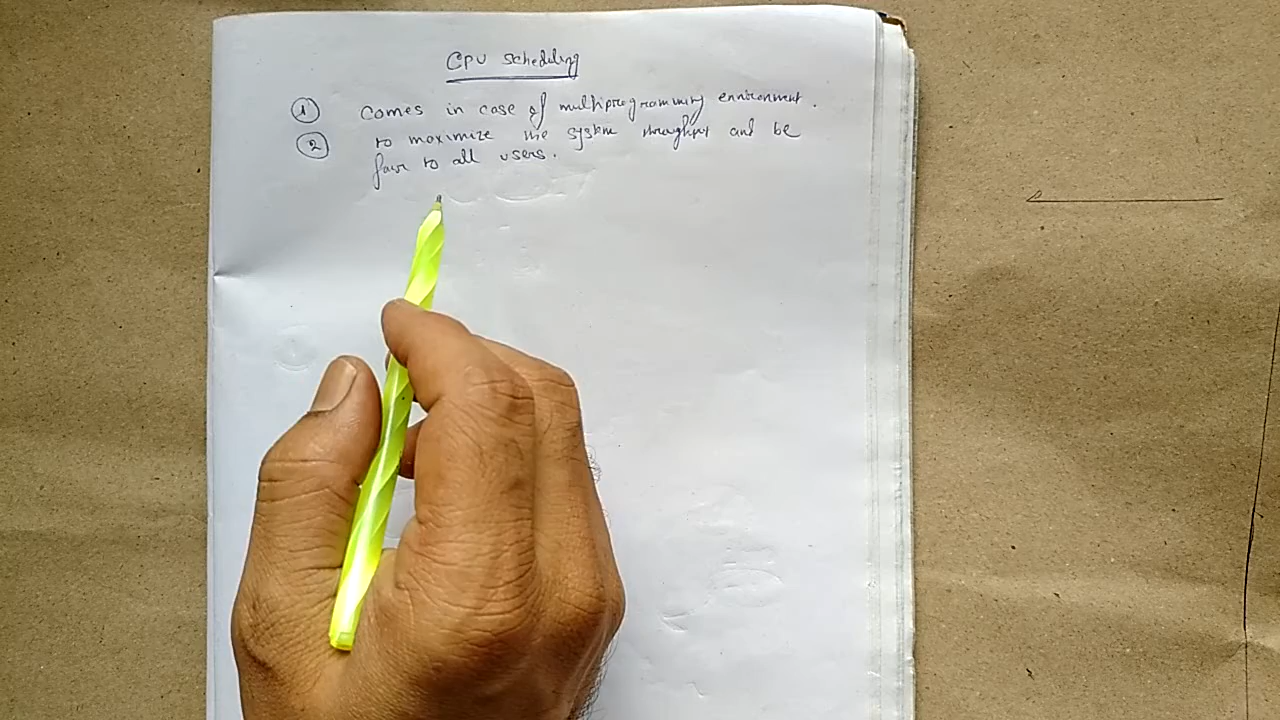 CPU scheduling
1 Comes in case of multiprogramming environment.
2 to maximize the system throughput and be
fair to all users.